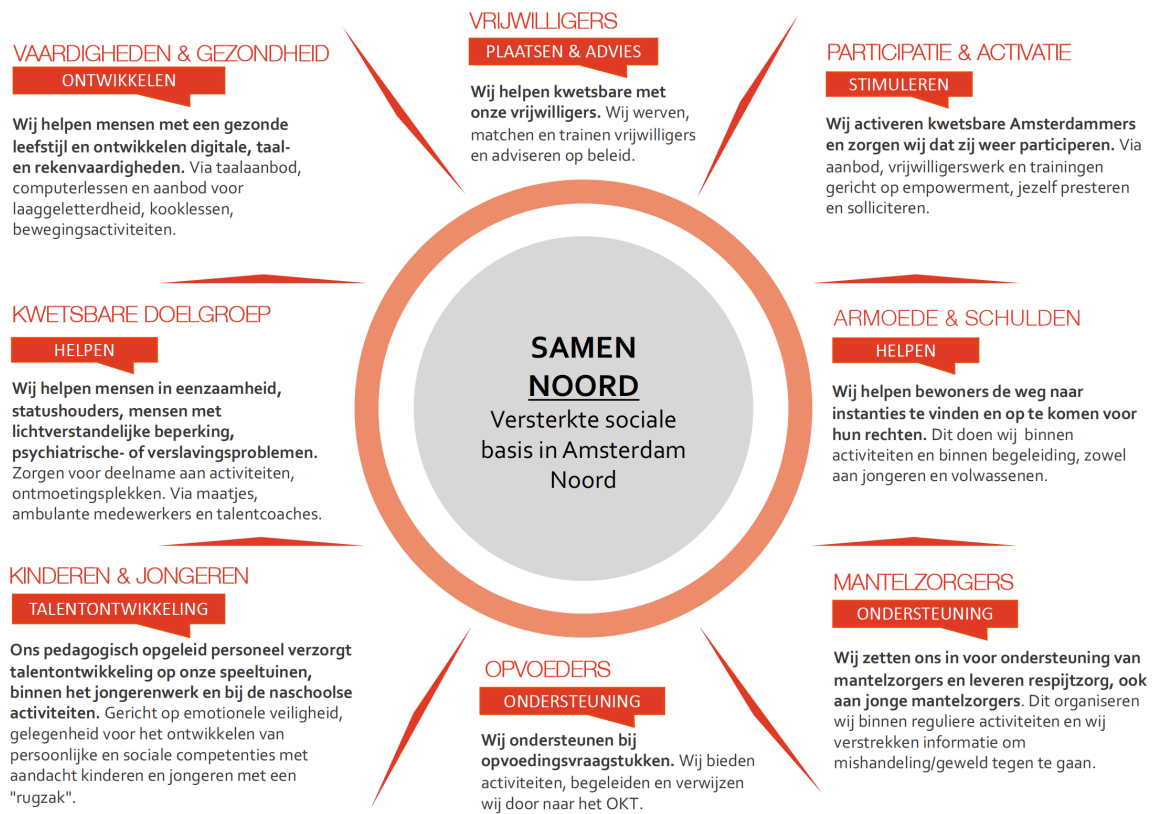 VAARDIGHEDEN & GEZONDHEID
ONTWIKKELEN
Wij helpen mensen met een gezonde
leefstijl en ontwikkelen digitale, taal-
en rekenvaardigheden. Via taalaanbod,
computerlessen en aanbod voor
laaggeletterdheid, kooklessen,
bewegingsactiviteiten.
VRIJWILLIGERS
PLAATSEN & ADVIES
Wij helpen kwetsbare met
onze vrijwilligers. Wij werven,
matchen en trainen vrijwilligers
en adviseren op beleid.
PARTICIPATIE & ACTIVATIE
STIMULEREN
Wij activeren kwetsbare Amsterdammers
en zorgen wij dat zij weer participeren. Via
aanbod, vrijwilligerswerk en trainingen
gericht op empowerment, jezelf presteren
en solliciteren.
KWETSBARE DOELGROEP
HELPEN
Wij helpen mensen in eenzaamheid,
statushouders, mensen met
lichtverstandelijke beperking,
psychiatrische- of verslavingsproblemen.
Zorgen voor deelname aan activiteiten,
ontmoetingsplekken. Via maatjes,
ambulante medewerkers en talentcoaches.
SAMEN
NOORD
Versterkte sociale
basis in Amsterdam
Noord
ARMOEDE & SCHULDEN
HELPEN
Wij helpen bewoners de weg naar
instanties te vinden en op te komen voor
hun rechten. Dit doen wij binnen
activiteiten en binnen begeleiding, zowel
aan jongeren en volwassenen.
KINDEREN & JONGEREN
TALENTONTWIKKELING
Ons pedagogisch opgeleid personeel verzorgt
talentontwikkeling op onze speeltuinen,
binnen het jongerenwerk en bij de naschoolse
activiteiten. Gericht op emotionele veiligheid,
gelegenheid voor het ontwikkelen van
persoonlijke en sociale competenties met
aandacht kinderen en jongeren met een
"rugzak".
OPVOEDERS
ONDERSTEUNING
Wij ondersteunen bij
opvoedingsvraagstukken. Wij bieden
activiteiten, begeleiden en verwijzen
wij door naar het OKT.
MANTELZORGERS
ONDERSTEUNING
Wij zetten ons in voor ondersteuning van
mantelzorgers en leveren respijtzorg, ook
aan jonge mantelzorgers. Dit organiseren
wij binnen reguliere activiteiten en wij
verstrekken informatie om
mishandeling/geweld tegen te gaan.